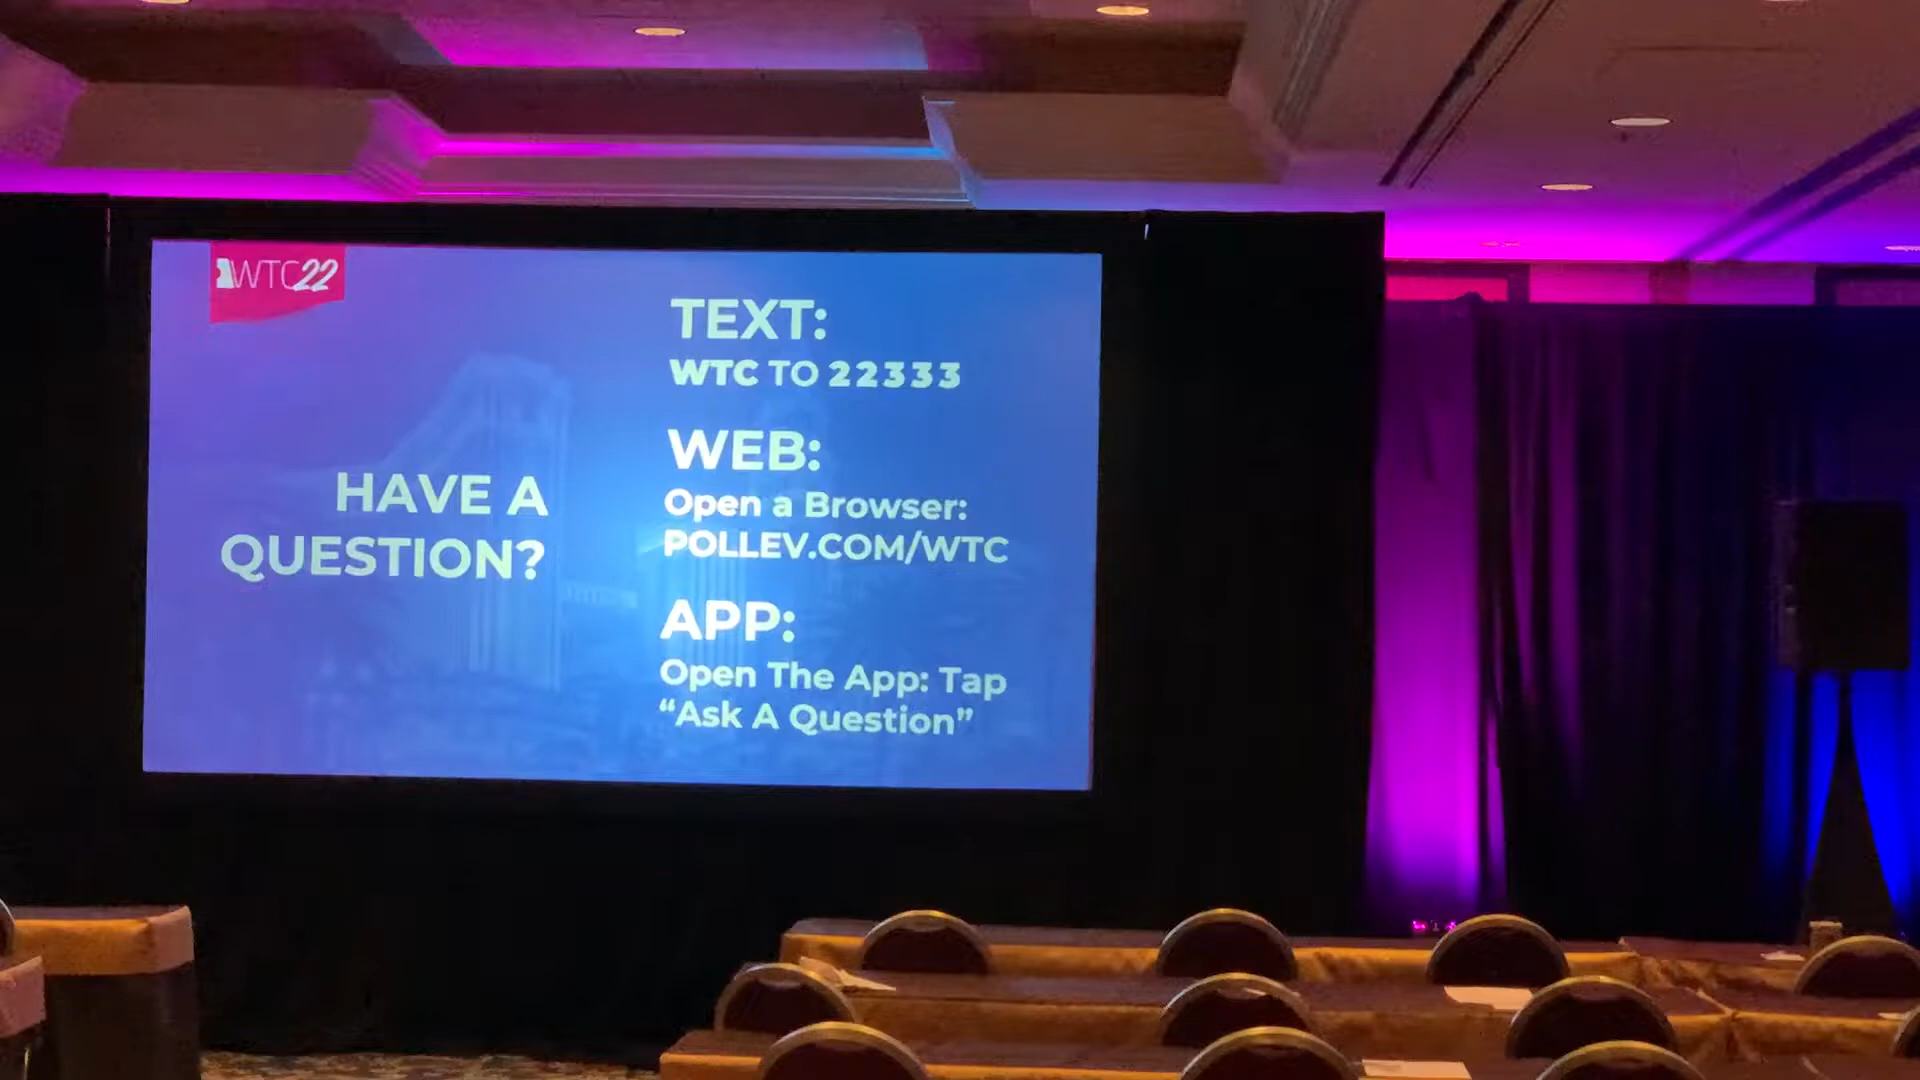 WTC22
HAVE A
QUESTION?
TEXT:
WTC TO 22333
WEB:
Open a Browser:
POLLEV.COM/WTC
APP:
Open The App: Tap
“Ask A Question”